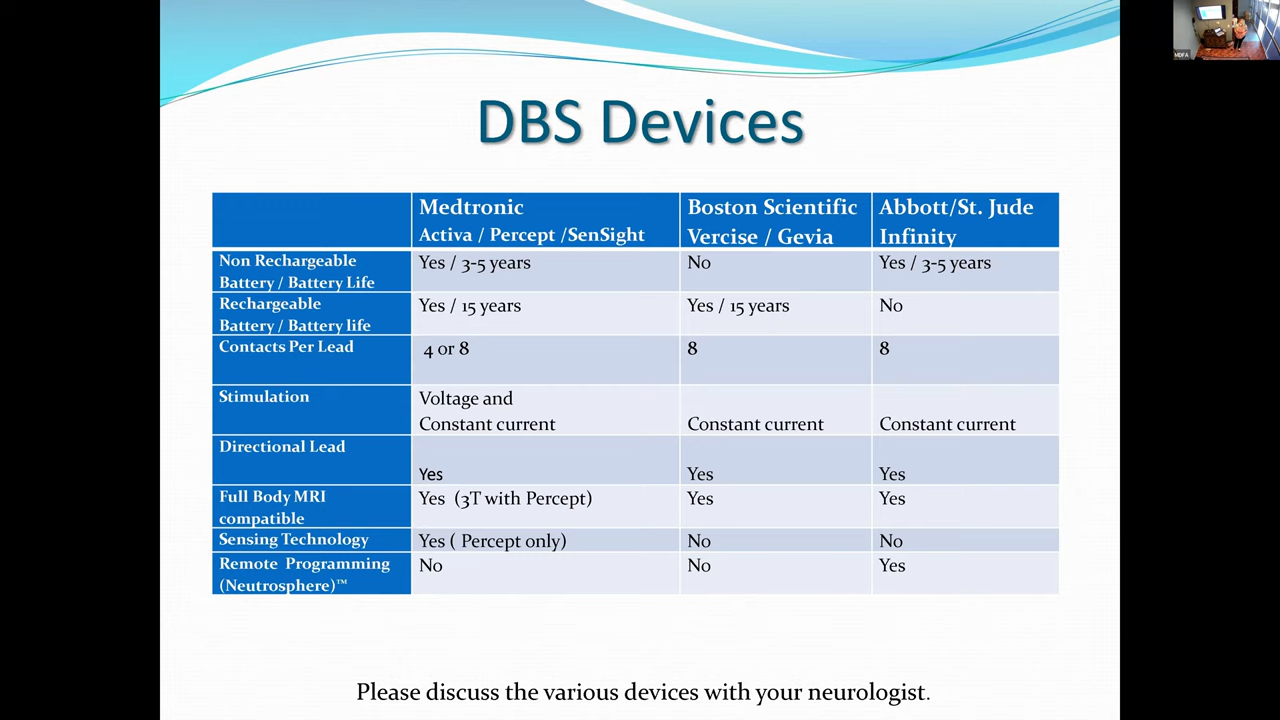 DBS Devices
Medtronic
Activa / Percept /SenSight
Boston Scientific
Vercise / Gevia
Abbott/St. Jude
Infinity
Non Rechargeable
Battery / Battery Life
Yes / 3-5 years
No
Yes / 3-5 years
Rechargeable
Battery / Battery life
Yes / 15 years
Yes / 15 years
No
Contacts Per Lead
4 or 8
8
8
Stimulation
Voltage and
Constant current
Constant current
Constant current
Directional Lead
Yes
Yes
Yes
Full Body MRI
compatible
Yes (3T with Percept)
Yes
Yes
Sensing Technology
Yes ( Percept only)
No
No
Remote Programming
(Neutrosphere)™
No
No
Yes
Please discuss the various devices with your neurologist.
MDFA